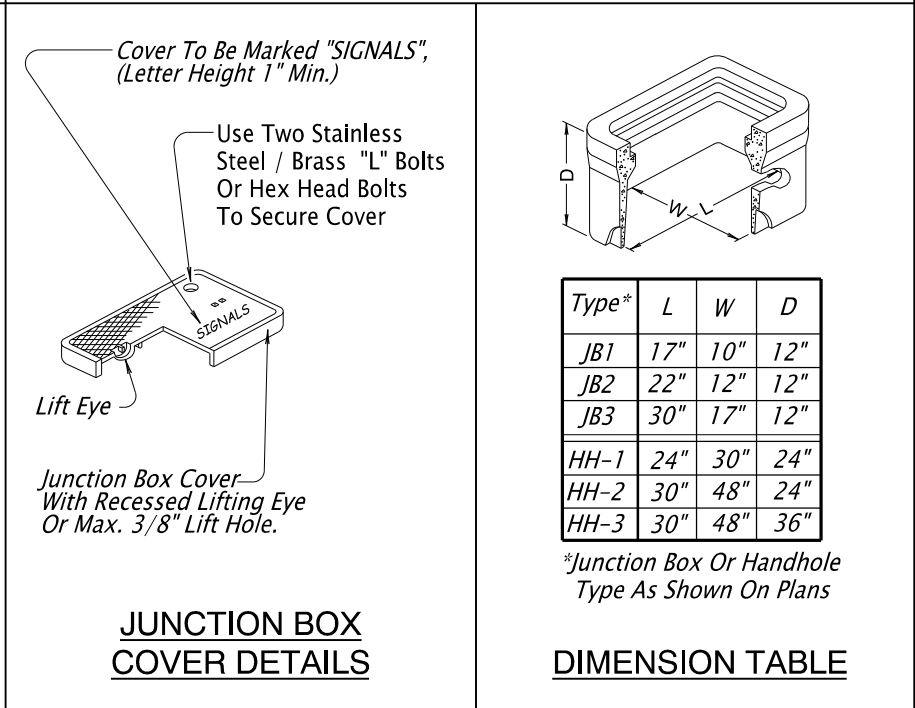 Cover To Be Marked "SIGNALS",
(Letter Height 1" Min.)
Use Two Stainless
Steel / Brass "L" Bolts
Or Hex Head Bolts
To Secure Cover
SIGNALS
Lift Eye
Junction Box Cover
With Recessed Lifting Eye
Or Max. 3/8" Lift Hole.
JUNCTION BOX
COVER DETAILS
D
W
L
Type* L W D
JB1 17" 10" 12"
JB2 22" 12" 12"
JB3 30" 17" 12"
HH-1 24" 30" 24"
HH-2 30" 48" 24"
HH-3 30" 48" 36"
*Junction Box Or Handhole
Type As Shown On Plans
DIMENSION TABLE